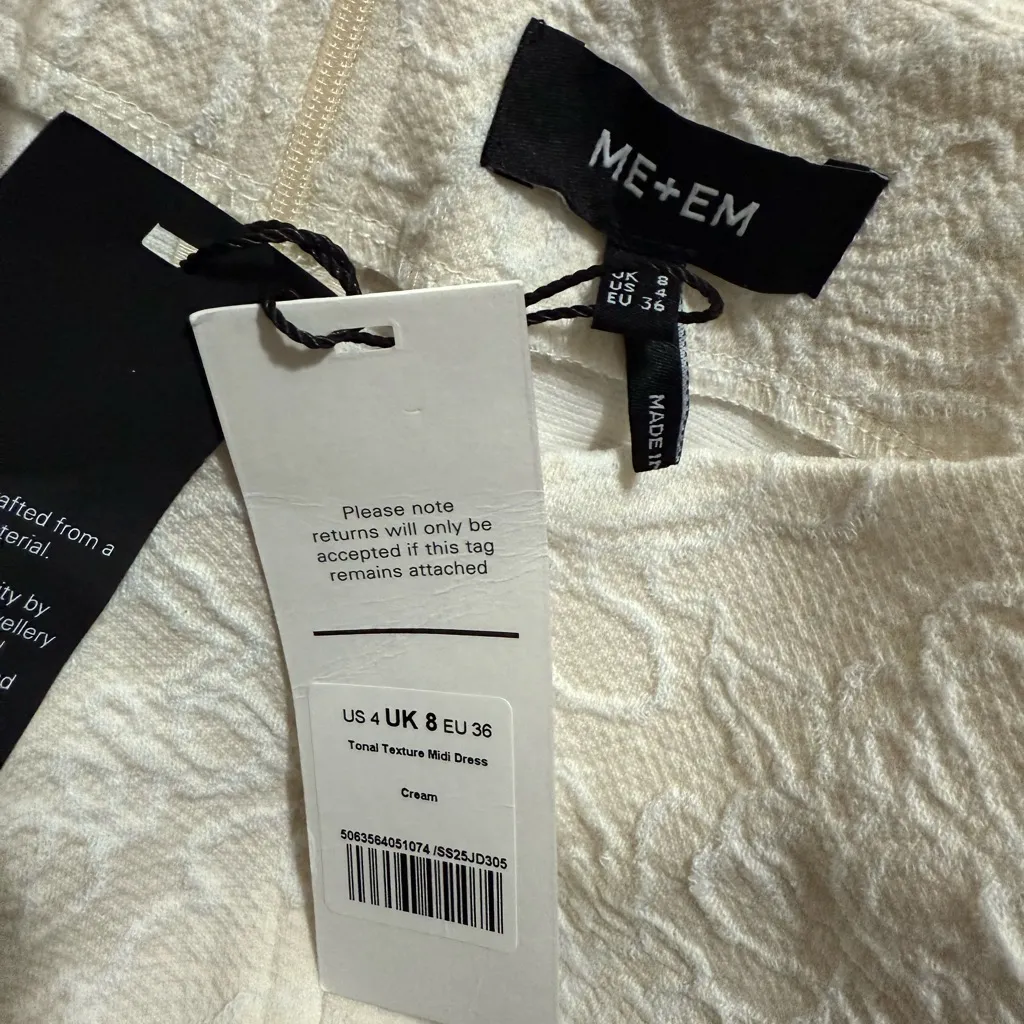 ME+EM
UK 8
US 4
EU 36
MADE IN
afted from a
terial.
ity by
vellery
Please note
returns will only be
accepted if this tag
remains attached
US 4 UK 8 EU 36
Tonal Texture Midi Dress
Cream
5063564051074 /SS25JD305